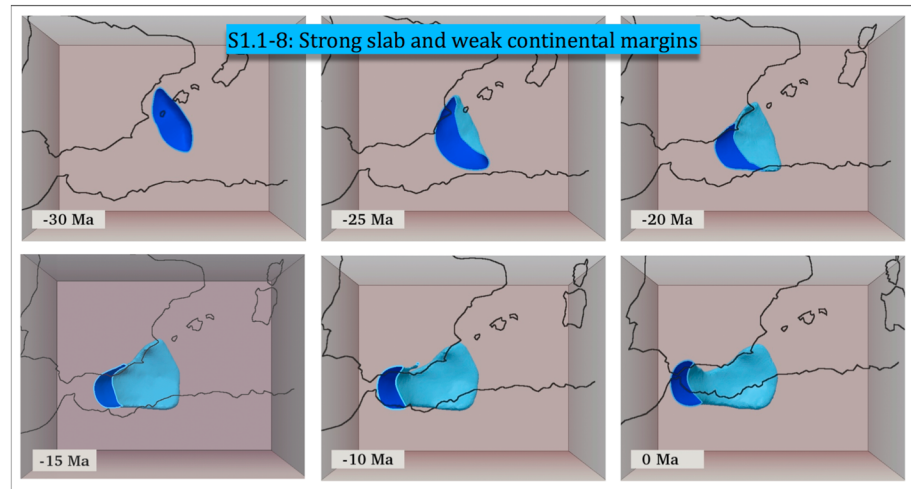 S1.1-8: Strong slab and weak continental margins
-30 Ma
-25 Ma
-20 Ma
-15 Ma
-10 Ma
0 Ma